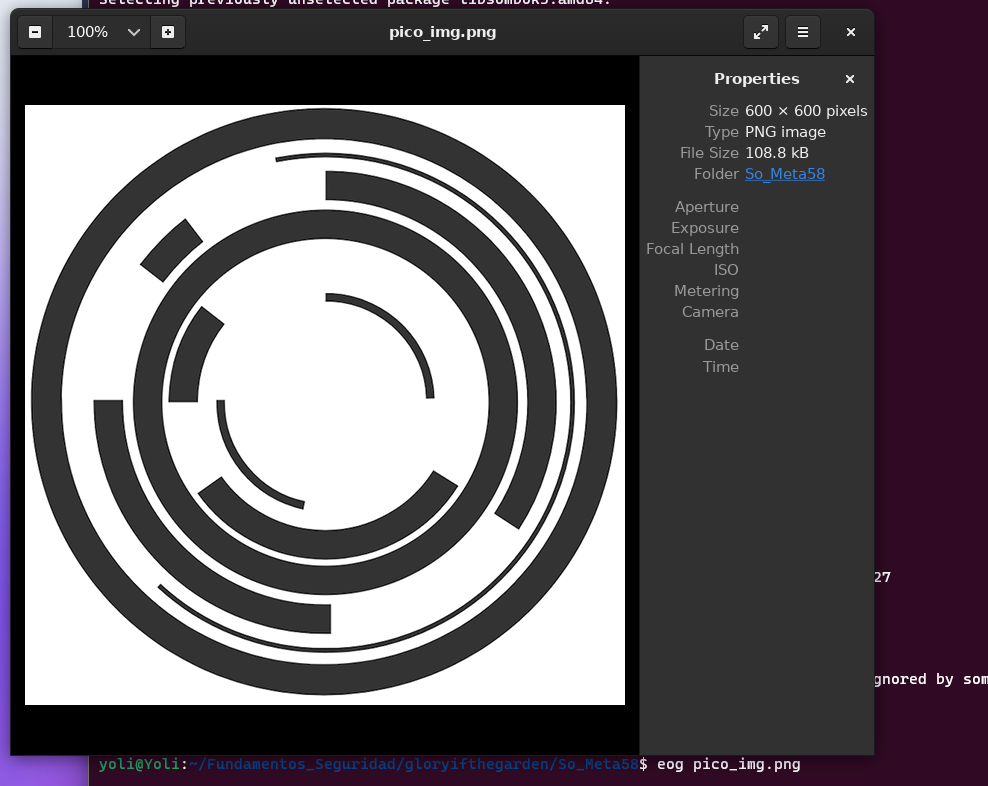 Selecting previously unselected package libsombok3:amd64.
100%
pico_img.png
Properties
Size 600 × 600 pixels
Type PNG image
File Size 108.8 kB
Folder So_Meta58
Aperture
Exposure
Focal Length
ISO
Metering
Camera
Date
Time
27
gnored by som
yoli@Yoli:~/Fundamentos_Seguridad/gloryifthegarden/So_Meta58$ eog pico_img.png